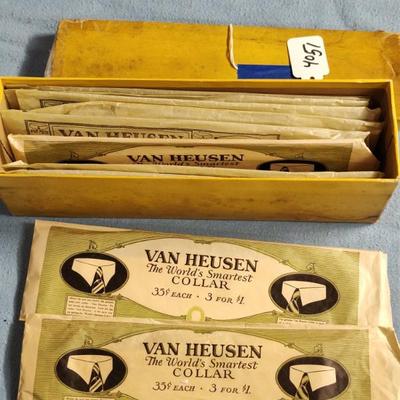 4051
VAN HEUSEN
VAN HEUSEN
The World's Smartest
VAN HEUSEN
The World's Smartest
COLLAR
35¢ EACH · 3 FOR $1.
VAN HEUSEN
The World's Smartest
COLLAR
35¢ EACH · 3 FOR $1.